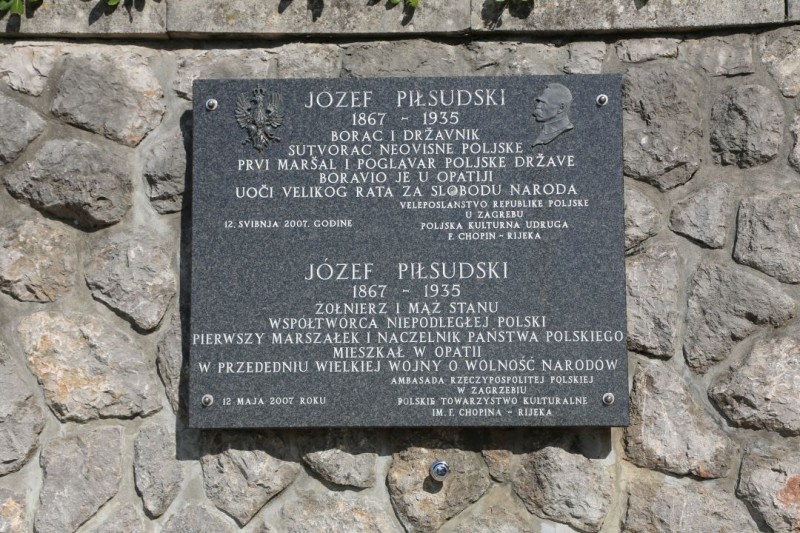 JÓZEF PIŁSUDSKI
1867 - 1935
BORAC I DRŽAVNIK
SUTVORAC NEOVISNE POLJSKE
PRVI MARŠAL I POGLAVAR POLJSKE DRŽAVE
BORAVIO JE U OPATIJI
UOČI VELIKOG RATA ZA SLOBODU NARODA
VELEPOSLANSTVO REPUBLIKE POLJSKE
U ZAGREBU
12. SVIBNJA 2007. GODINE
POLJSKA KULTURNA UDRUGA
F. CHOPIN - RIJEKA
JÓZEF PIŁSUDSKI
1867 - 1935
ŻOŁNIERZ I MĄŻ STANU
WSPÓŁTWÓRCA NIEPODLEGŁEJ POLSKI
PIERWSZY MARSZAŁEK I NACZELNIK PAŃSTWA POLSKIEGO
MIESZKAŁ W OPATII
W PRZEDEDNIU WIELKIEJ WOJNY O WOLNOŚĆ NARODÓW
AMBASADA RZECZYPOSPOLITEJ POLSKIEJ
W ZAGRZEBIU
12. MAJA 2007 ROKU
POLSKIE TOWARZYSTWO KULTURALNE
IM. F. CHOPINA - RIJEKA